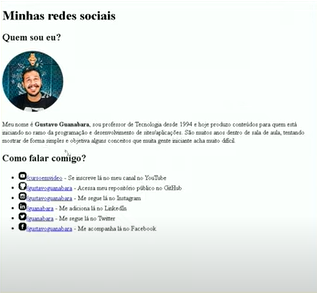 Minhas redes sociais
Quem sou eu?
Meu nome é Gustavo Guanabara, sou professor de Tecnologia desde 1994 e hoje produzo conteúdos para quem está
iniciando no ramo da programação e desenvolvimento de sites/aplicações. São muitos anos dentro de sala de aula, tentando
mostrar de forma simples e objetiva alguns conceitos que muita gente iniciante acha muito difícil.
Como falar comigo?
/cursoemvideo - Se inscreve lá no meu canal no YouTube
/gustavoguanabara - Acessa meu repositório público no GitHub
/gustavoguanabara - Me segue lá no Instagram
/guanabara - Me adiciona lá no LinkedIn
/guanabara - Me segue lá no Twitter
/gustavoguanabara - Me acompanha lá no Facebook